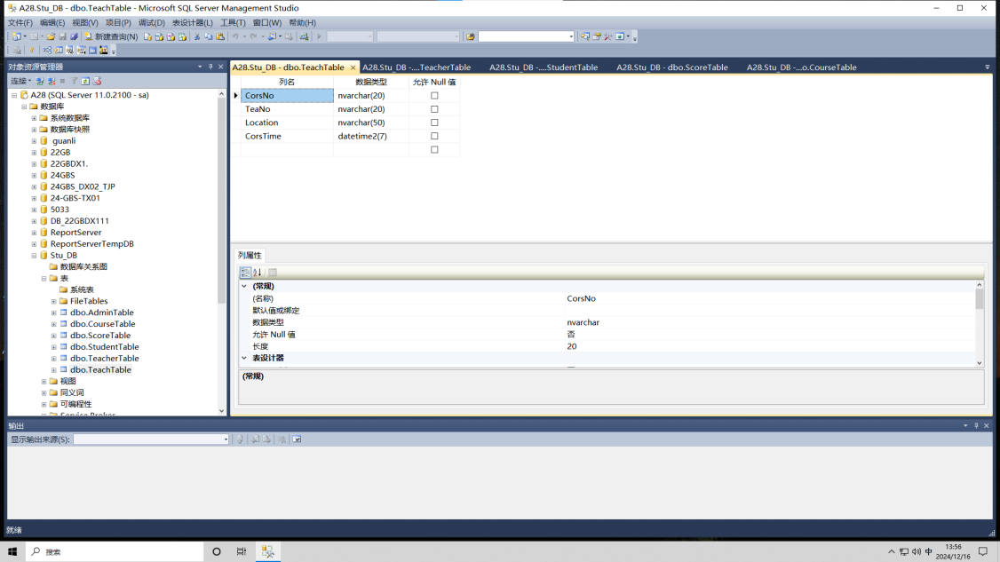 A28.Stu_DB - dbo.TeachTable - Microsoft SQL Server Management Studio
文件(F) 编辑(E) 视图(V) 项目(P) 调试(D) 表设计器(L) 工具(T) 窗口(W) 帮助(H)
新建查询(N)
对象资源管理器
连接
A28 (SQL Server 11.0.2100 - sa)
数据库
系统数据库
数据库快照
guanli
22GB
22GBDX1.
24GBS
24GBS_DX02_TJP
24-GBS-TX01
5033
DB_22GBDX111
ReportServer
ReportServerTempDB
Stu_DB
数据库关系图
表
系统表
FileTables
dbo.AdminTable
dbo.CourseTable
dbo.ScoreTable
dbo.StudentTable
dbo.TeacherTable
dbo.TeachTable
视图
同义词
可编程性
Service Broker
A28.Stu_DB - dbo.TeachTable A28.Stu_DB -....TeacherTable A28.Stu_DB -....StudentTable A28.Stu_DB - dbo.ScoreTable A28.Stu_DB -...o.CourseTable
列名 数据类型 允许 Null 值
CorsNo nvarchar(20)
TeaNo nvarchar(20)
Location nvarchar(50)
CorsTime datetime2(7)
列属性
(常规)
(名称) CorsNo
默认值或绑定
数据类型 nvarchar
允许 Null 值 否
长度 20
表设计器
(常规)
输出
显示输出来源(S):
就绪
搜索
中
13:56
2024/12/16